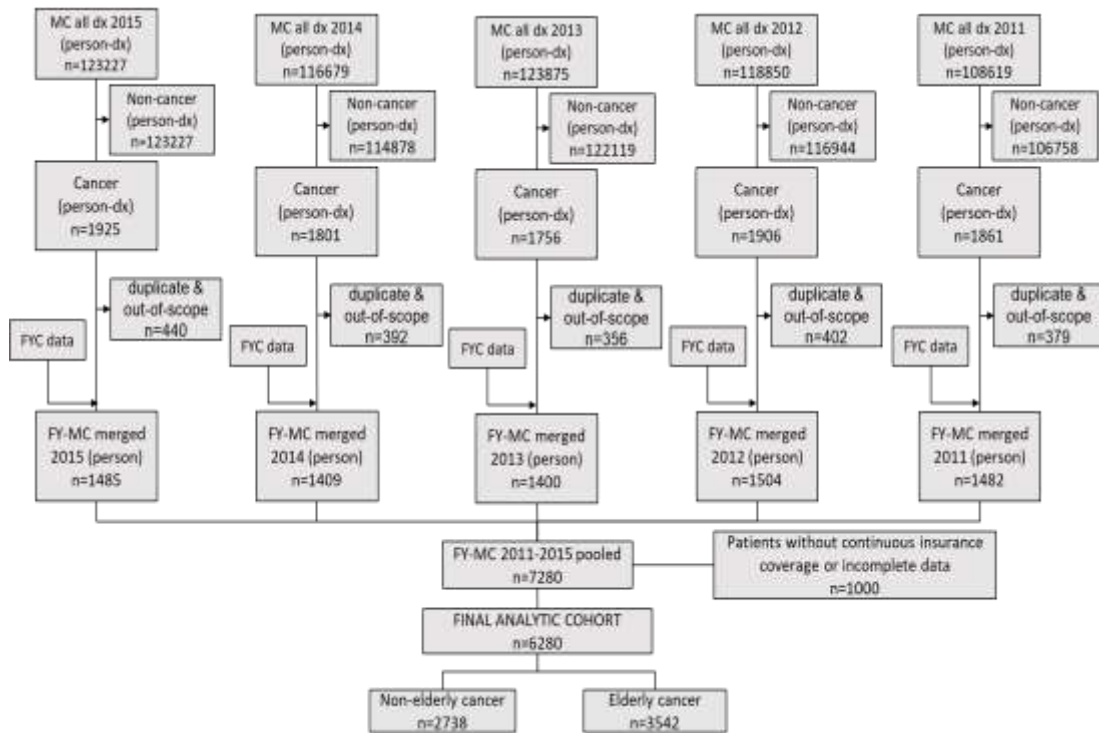 MC all dx 2015
(person-dx)
n=123227
MC all dx 2014
(person-dx)
n=116679
MC all dx 2013
(person-dx)
n=123875
MC all dx 2012
(person-dx)
n=118850
MC all dx 2011
(person-dx)
n=108619
Non-cancer
(person-dx)
n=123227
Non-cancer
(person-dx)
n=114878
Non-cancer
(person-dx)
n=122119
Non-cancer
(person-dx)
n=116944
Non-cancer
(person-dx)
n=106758
Cancer
(person-dx)
n=1925
Cancer
(person-dx)
n=1801
Cancer
(person-dx)
n=1756
Cancer
(person-dx)
n=1906
Cancer
(person-dx)
n=1861
duplicate &
out-of-scope
n=440
duplicate &
out-of-scope
n=392
duplicate &
out-of-scope
n=356
duplicate &
out-of-scope
n=402
duplicate &
out-of-scope
n=379
FYC data
FYC data
FYC data
FYC data
FYC data
FY-MC merged
2015 (person)
n=1485
FY-MC merged
2014 (person)
n=1409
FY-MC merged
2013 (person)
n=1400
FY-MC merged
2012 (person)
n=1504
FY-MC merged
2011 (person)
n=1482
FY-MC 2011-2015 pooled
n=7280
Patients without continuous insurance
coverage or incomplete data
n=1000
FINAL ANALYTIC COHORT
n=6280
Non-elderly cancer
n=2738
Elderly cancer
n=3542